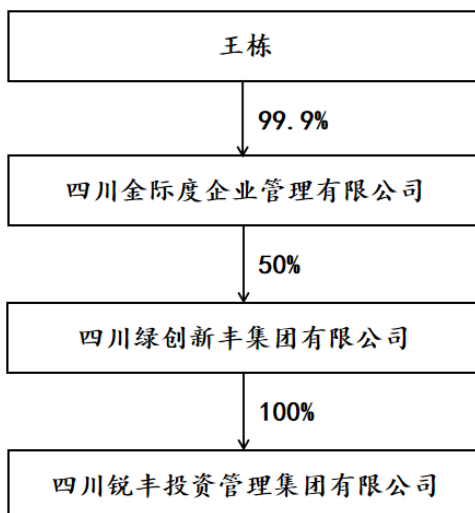 王栋
99.9%
四川金际度企业管理有限公司
50%
四川绿创新丰集团有限公司
100%
四川锐丰投资管理集团有限公司